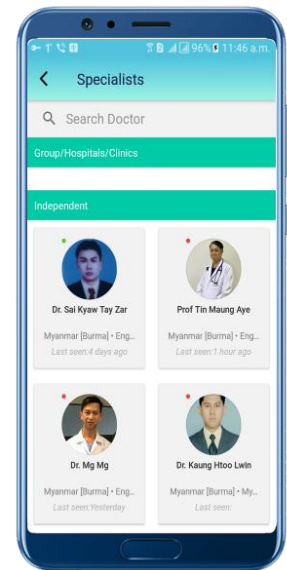 96% 11:46 a.m.
Specialists
Search Doctor
Group/Hospitals/Clinics
Independent
Dr. Sai Kyaw Tay Zar
Myanmar [Burma] • Eng...
Last seen:4 days ago
Prof Tin Maung Aye
Myanmar [Burma] • Eng...
Last seen:1 hour ago
Dr. Mg Mg
Myanmar [Burma] • Eng...
Last seen:Yesterday
Dr. Kaung Htoo Lwin
Myanmar [Burma] • My...
Last seen: